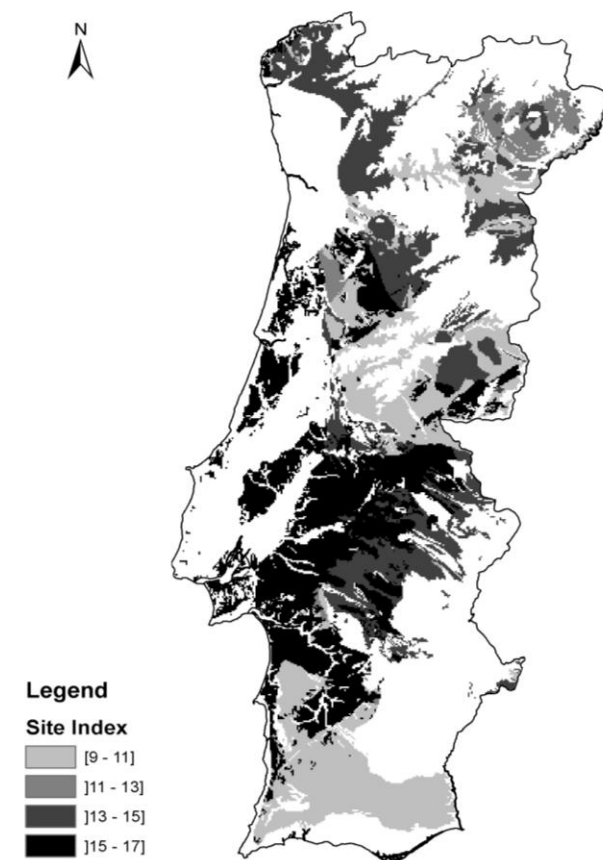 N
Legend
Site Index
]9 - 11]
]11 - 13]
]13 - 15]
]15 - 17]